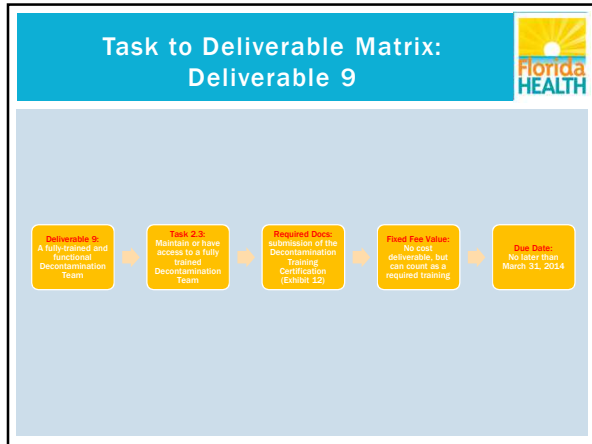 Task to Deliverable Matrix:
Deliverable 9
Florida
HEALTH
Deliverable 9:
A fully-trained and
functional
Decontamination
Team
Task 2.3:
Maintain or have
access to a fully
trained
Decontamination
Team
Required Docs:
submission of the
Decontamination
Training
Certification
(Exhibit 12)
Fixed Fee Value:
No cost
deliverable, but
can count as a
required training
Due Date:
No later than
March 31, 2014